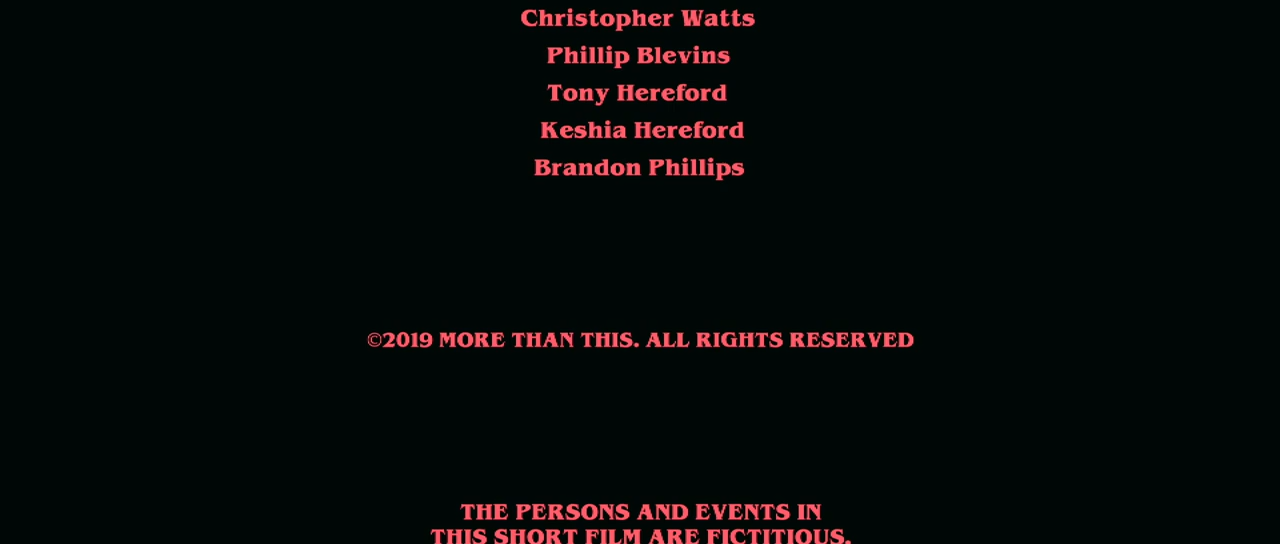 Christopher Watts
Phillip Blevins
Tony Hereford
Keshia Hereford
Brandon Phillips
©2019 MORE THAN THIS. ALL RIGHTS RESERVED
THE PERSONS AND EVENTS IN
THIS SHORT FILM ARE FICTITIOUS.